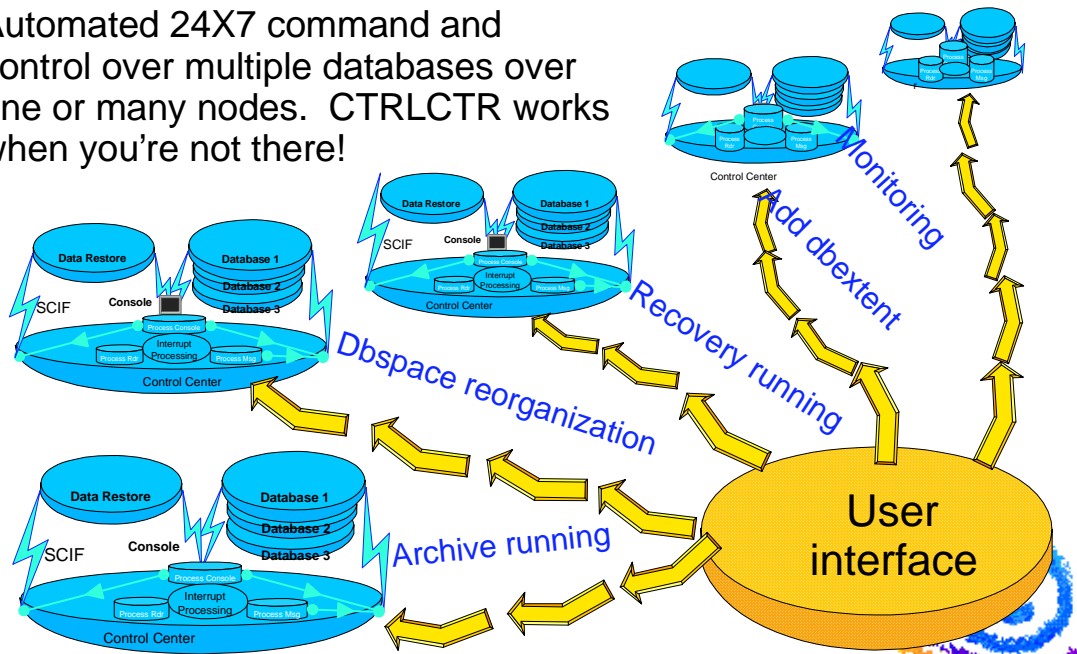 Automated 24X7 command and
control over multiple databases over
one or many nodes. CTRLCTR works
when you're not there!
Process
Process
Rdr
Process
Msg
Process
Process
Rdr
Process
Msg
Control Center
Monitoring
Add dbextent
Data Restore
Database 1
Database 2
Database 3
SCIF
Console
Process Console
Interrupt
Processing
Process Rdr
Process Msg
Control Center
Recovery running
Data Restore
Database 1
Database 2
Database 3
SCIF
Console
Process Console
Interrupt
Processing
Process Rdr
Process Msg
Control Center
Dbspace reorganization
Data Restore
Database 1
Database 2
Database 3
SCIF
Console
Process Console
Interrupt
Processing
Process Rdr
Process Msg
Control Center
Archive running
User
interface